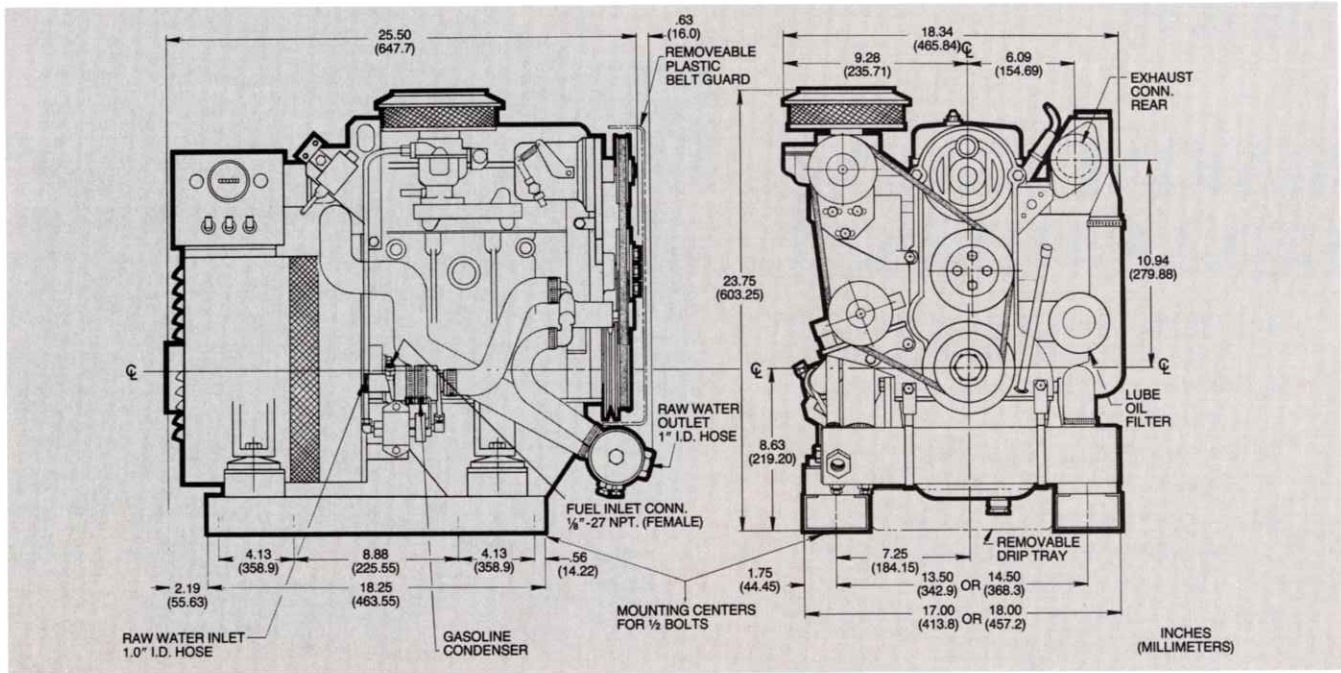 25.50
(647.7)
.63
(16.0)
REMOVEABLE
PLASTIC
BELT GUARD
18.34
(465.84)
℄
9.28
(235.71)
6.09
(154.69)
EXHAUST
CONN.
REAR
23.75
(603.25)
10.94
(279.88)
℄
℄
8.63
(219.20)
RAW WATER
OUTLET
1" I.D. HOSE
LUBE
OIL
FILTER
FUEL INLET CONN.
⅛"-27 NPT. (FEMALE)
REMOVABLE
DRIP TRAY
4.13
(358.9)
8.88
(225.55)
4.13
(358.9)
.56
(14.22)
2.19
(55.63)
18.25
(463.55)
7.25
(184.15)
1.75
(44.45)
13.50 OR 14.50
(342.9) (368.3)
17.00 OR 18.00
(413.8) (457.2)
MOUNTING CENTERS
FOR ½ BOLTS
RAW WATER INLET
1.0" I.D. HOSE
GASOLINE
CONDENSER
INCHES
(MILLIMETERS)